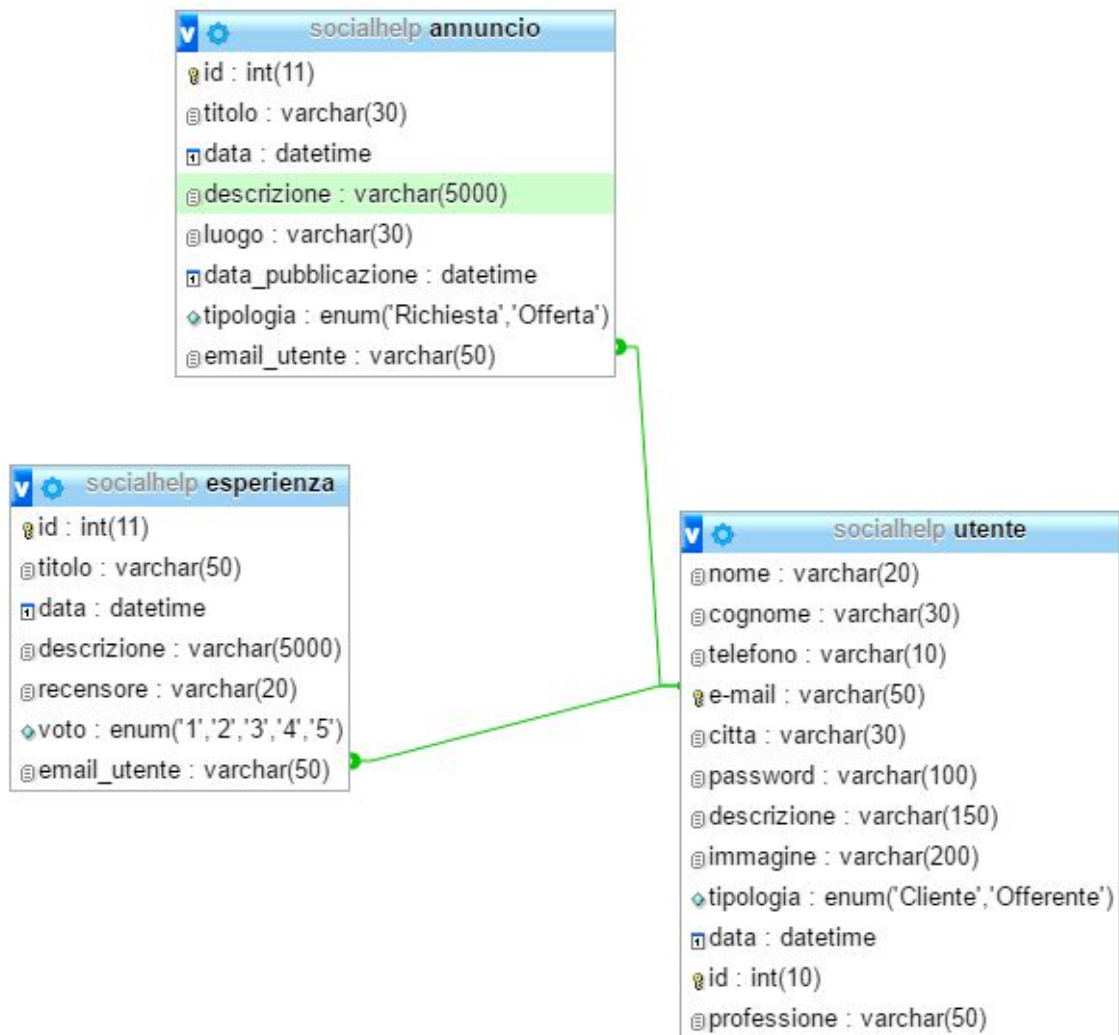 socialhelp annuncio
id : int(11)
titolo : varchar(30)
data : datetime
descrizione : varchar(5000)
luogo : varchar(30)
data_pubblicazione : datetime
tipologia : enum('Richiesta','Offerta')
email_utente : varchar(50)
socialhelp esperienza
id : int(11)
titolo : varchar(50)
data : datetime
descrizione : varchar(5000)
recensore : varchar(20)
voto : enum('1','2','3','4','5')
email_utente : varchar(50)
socialhelp utente
nome : varchar(20)
cognome : varchar(30)
telefono : varchar(10)
e-mail : varchar(50)
citta : varchar(30)
password : varchar(100)
descrizione : varchar(150)
immagine : varchar(200)
tipologia : enum('Cliente','Offerente')
data : datetime
id : int(10)
professione : varchar(50)